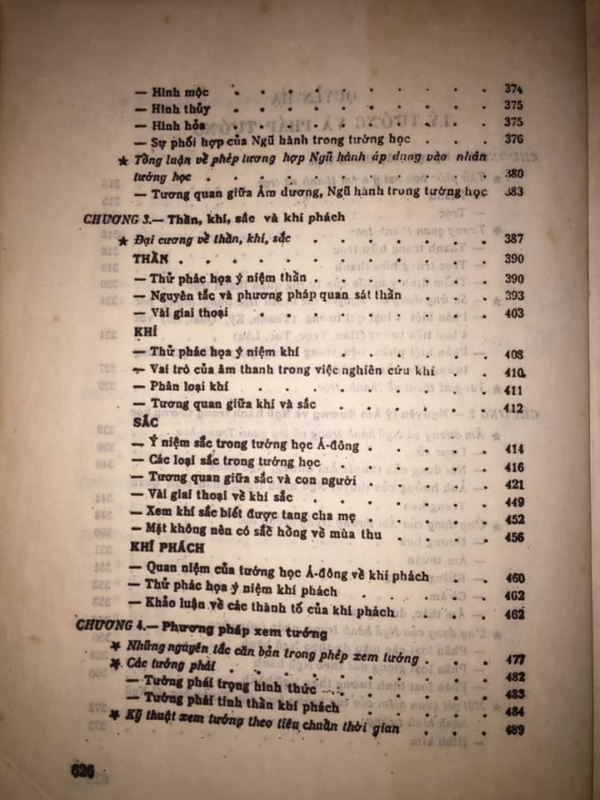 — Hình mộc . . . . . . . . . . 374
— Hình thủy . . . . . . . . . . 375
— Hình hỏa . . . . . . . . . . 375
— Sự phối hợp của Ngũ hành trong tướng học . . . 376
★ Tổng luận về phép tương hợp Ngũ hành áp dụng vào nhân
tướng học . . . . . . . . . . 380
— Tương quan giữa Âm dương, Ngũ hành trong tướng học 383
CHƯƠNG 3.— Thần, khí, sắc và khí phách
★ Đại cương về thần, khí, sắc . . . . . . . 387
THẦN . . . . . . . . . . . 390
— Thử phác họa ý niệm thần . . . . . . . 390
— Nguyên tắc và phương pháp quan sát thần . . . 393
— Vài giai thoại . . . . . . . . . 403
KHÍ
— Thử phác họa ý niệm khí . . . . . . . 408
— Vai trò của âm thanh trong việc nghiên cứu khí . . 410
— Phân loại khí . . . . . . . . . 411
— Tương quan giữa khí và sắc . . . . . . 412
SẮC
— Ý niệm sắc trong tướng học Á-đông . . . . . 414
— Các loại sắc trong tướng học . . . . . . 416
— Tương quan giữa sắc và con người . . . . . 421
— Vài giai thoại về khí sắc . . . . . . . 449
— Xem khí sắc biết được tang cha mẹ . . . . . 452
— Mặt không nên có sắc hồng về mùa thu . . . . 456
KHÍ PHÁCH
— Quan niệm của tướng học Á-đông về khí phách . . 460
— Thử phác họa ý niệm khí phách . . . . . 462
— Khảo luận về các thành tố của khí phách . . . 462
CHƯƠNG 4.— Phương pháp xem tướng
★ Những nguyên tắc căn bản trong phép xem tướng . . . 477
★ Các tướng phái . . . . . . . . . 482
— Tướng phái trọng hình thức . . . . . . 483
— Tướng phái tinh thần khí phách . . . . . 484
★ Kỹ thuật xem tướng theo tiêu chuẩn thời gian . . . 489
626